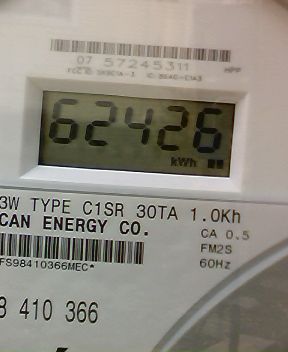 07 57245311
HPP
62426
kWh
3W TYPE C1SR 30TA 1.0Kh
CAN ENERGY CO.
CA 0.5
FM2S
60Hz
FS98410366MEC*
8 410 366